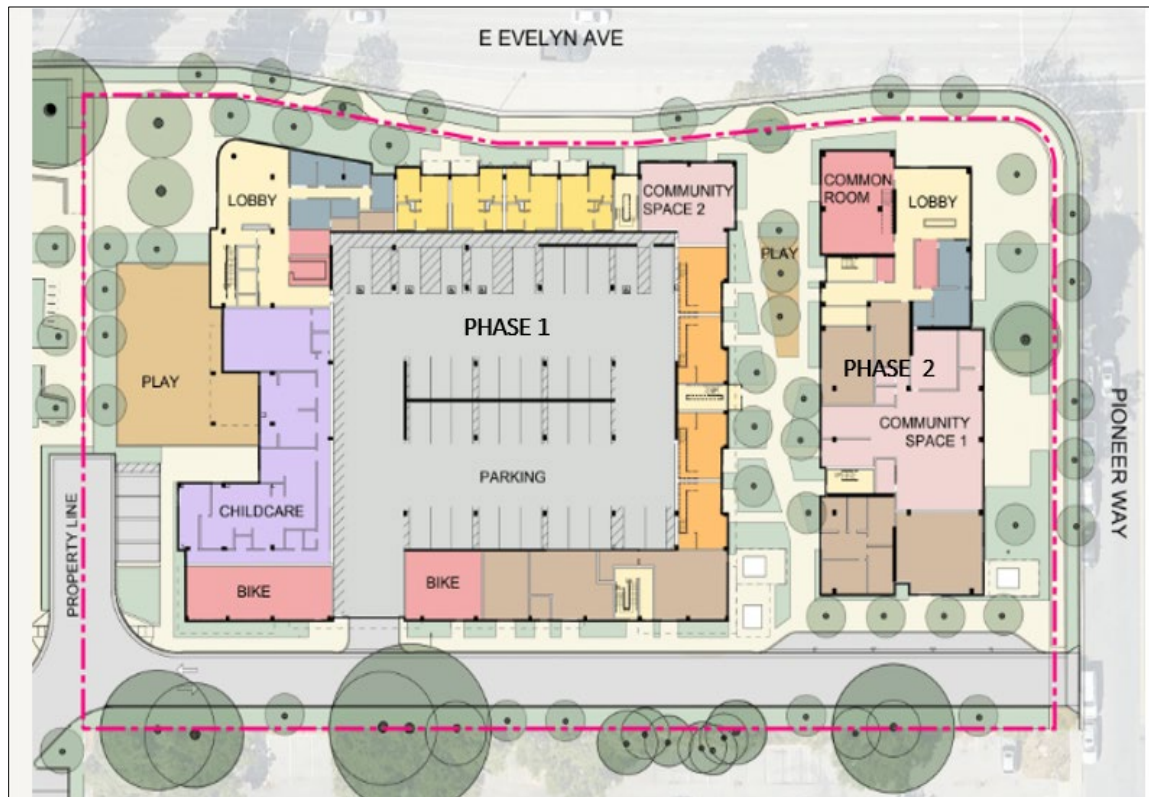 E EVELYN AVE
LOBBY
COMMUNITY
SPACE 2
COMMON
ROOM
LOBBY
PLAY
PHASE 1
PLAY
PHASE 2
COMMUNITY
SPACE 1
PIONEER WAY
PARKING
CHILDCARE
PROPERTY LINE
BIKE
BIKE